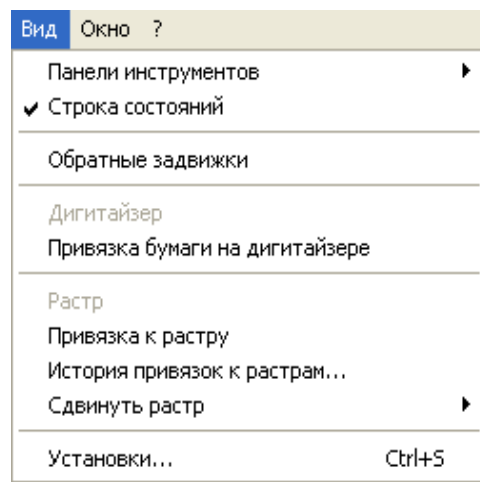 Вид Окно ?
Панели инструментов
Строка состояний
Обратные задвижки
Дигитайзер
Привязка бумаги на дигитайзере
Растр
Привязка к растру
История привязок к растрам...
Сдвинуть растр
Установки... Ctrl+S